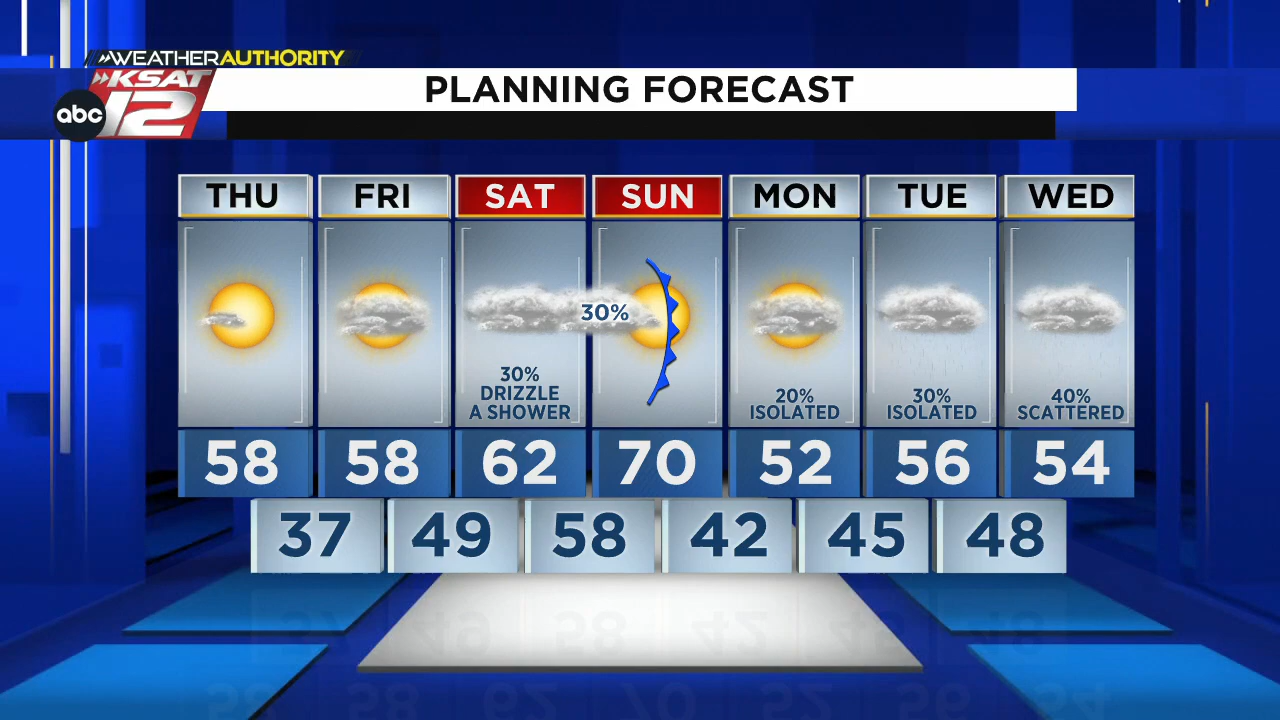 WEATHERAUTHORITY
KSAT
abc 12
PLANNING FORECAST
THU FRI SAT SUN MON TUE WED
30%
30%
DRIZZLE
A SHOWER
20%
ISOLATED
30%
ISOLATED
40%
SCATTERED
58 58 62 70 52 56 54
37 49 58 42 45 48